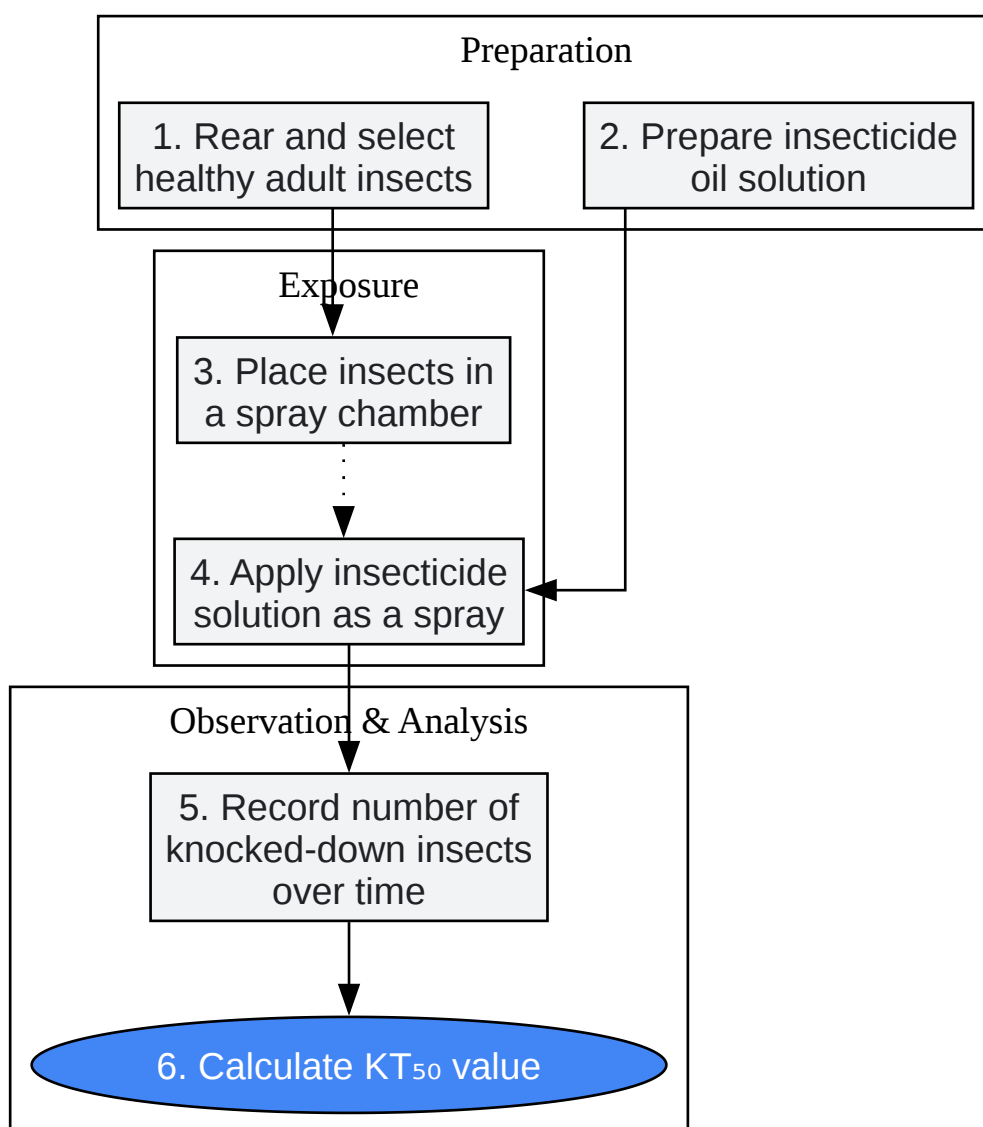 Preparation
1. Rear and select
healthy adult insects
2. Prepare insecticide
oil solution
Exposure
3. Place insects in
a spray chamber
4. Apply insecticide
solution as a spray
Observation & Analysis
5. Record number of
knocked-down insects
over time
6. Calculate KT₅₀ value